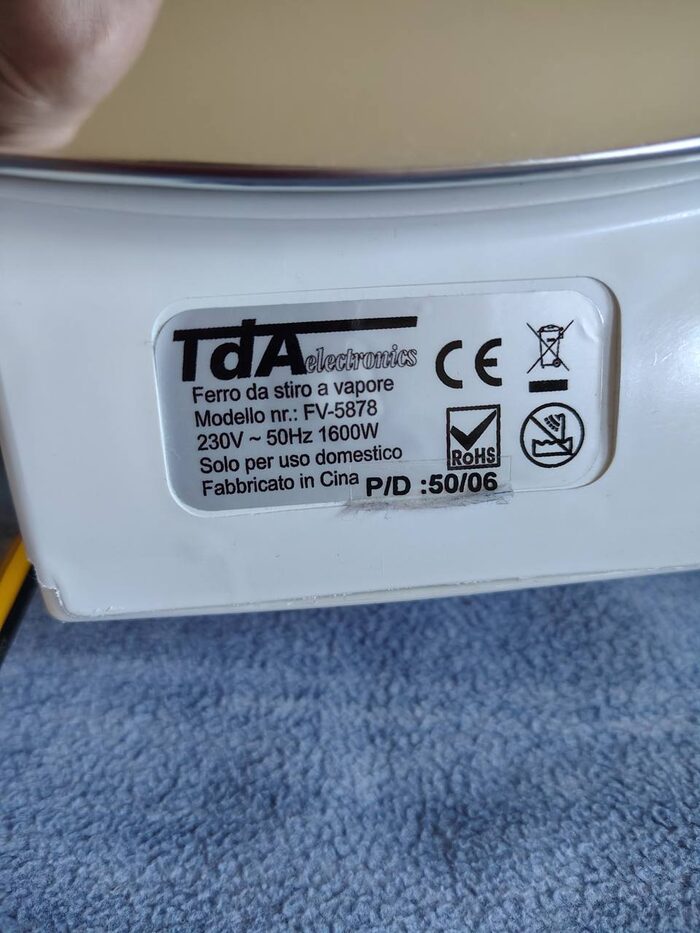 TdA electronics
CE
Ferro da stiro a vapore
Modello nr.: FV-5878
230V ~ 50Hz 1600W
Solo per uso domestico
Fabbricato in Cina
RoHS
P/D :50/06